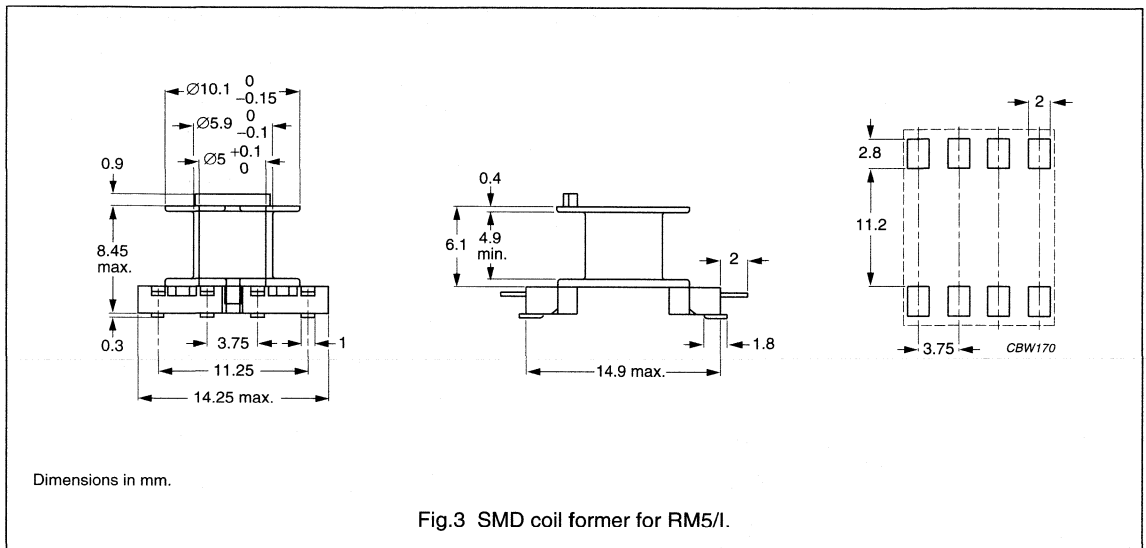 Ø10.1 0 −0.15
Ø5.9 0 −0.1
Ø5 +0.1 0
0.9
8.45 max.
0.3
3.75
1
11.25
14.25 max.
0.4
6.1
4.9 min.
2
1.8
14.9 max.
2
2.8
11.2
3.75
CBW170
Dimensions in mm.
Fig.3 SMD coil former for RM5/I.